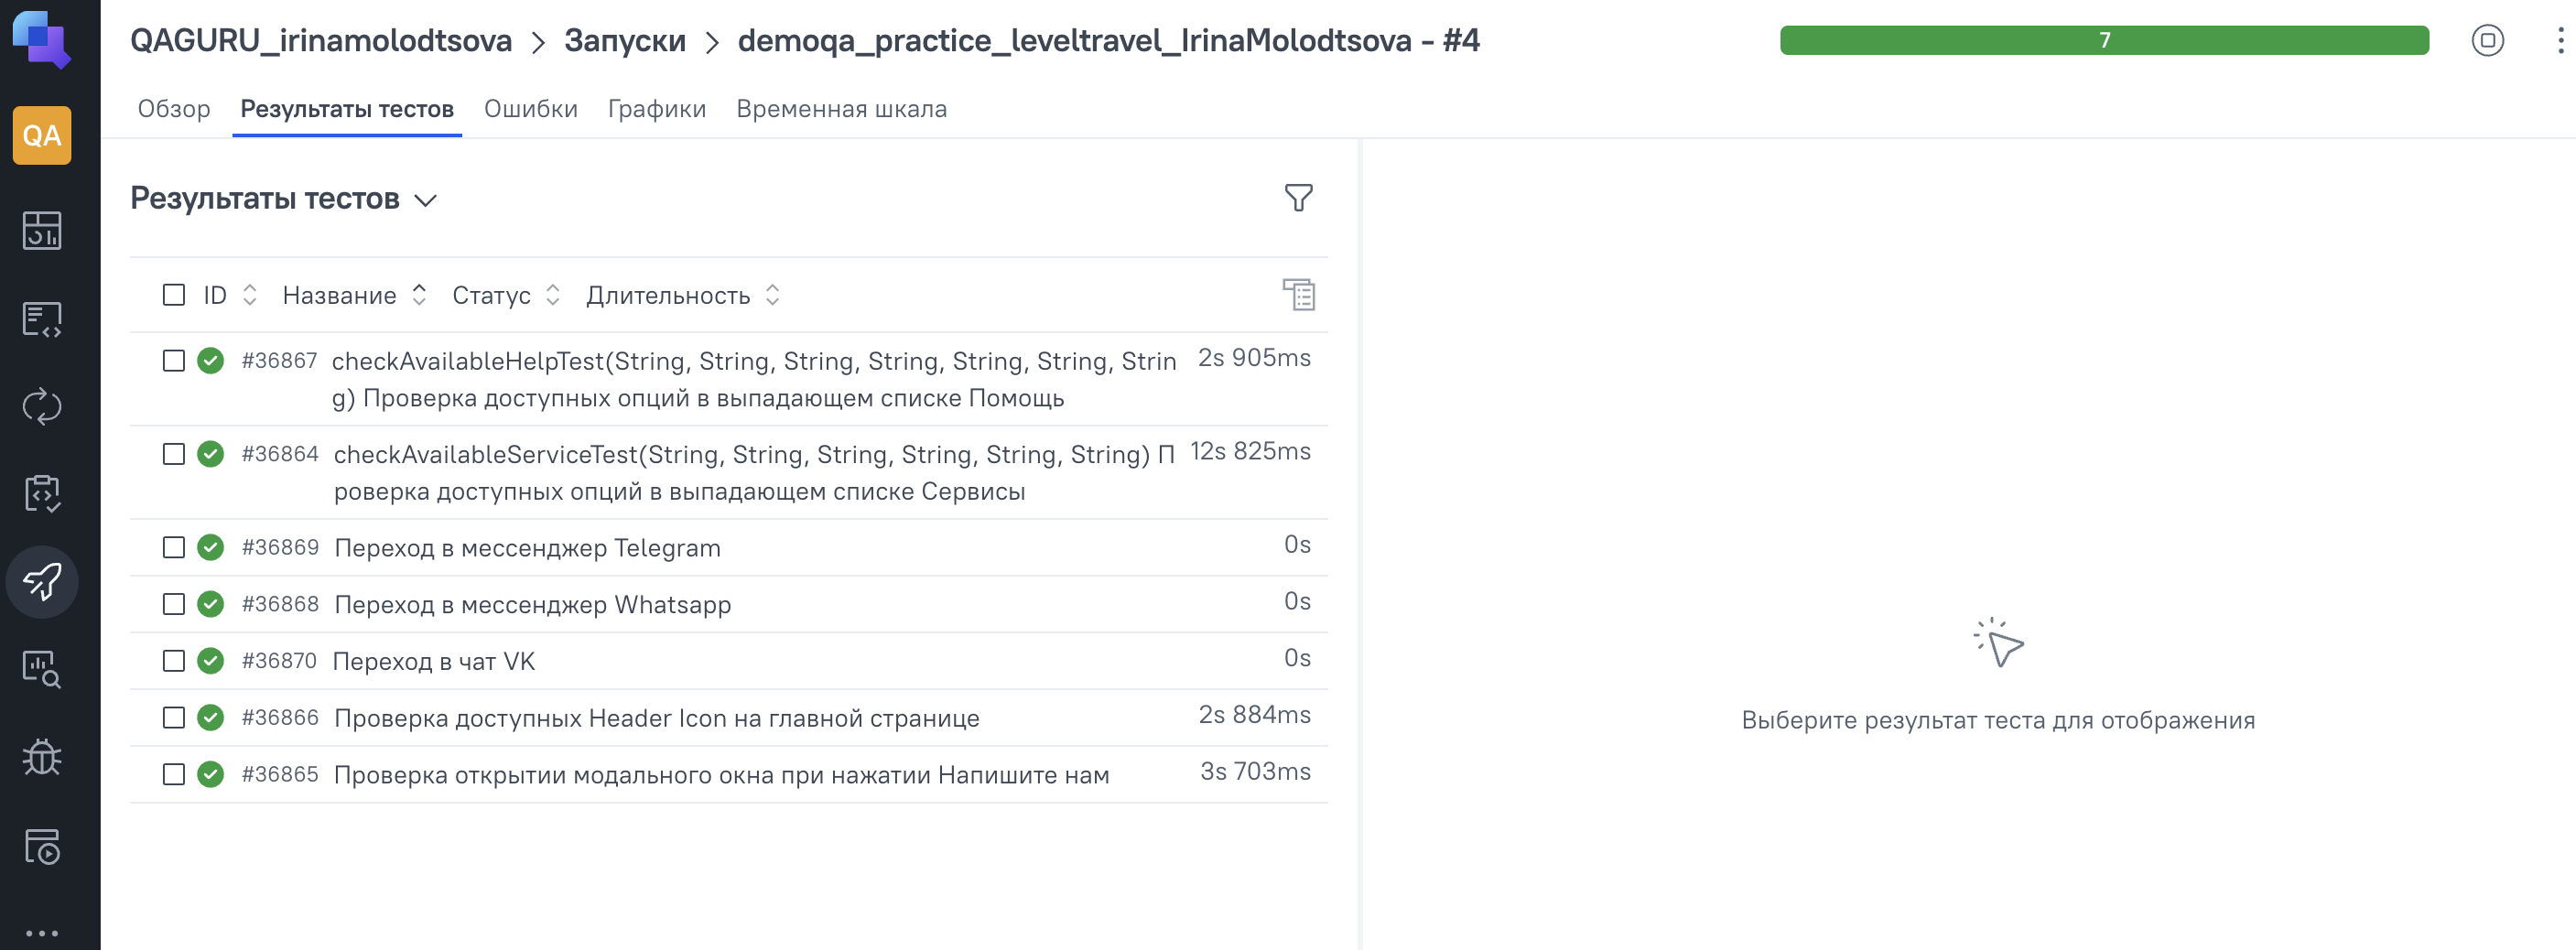 QAGURU_irinamolodtsova > Запуски > demoqa_practice_leveltravel_IrinaMolodtsova - #4
7
QA
Обзор Результаты тестов Ошибки Графики Временная шкала
Результаты тестов
ID Название Статус Длительность
#36867 checkAvailableHelpTest(String, String, String, String, String, String, Strin 2s 905ms
g) Проверка доступных опций в выпадающем списке Помощь
#36864 checkAvailableServiceTest(String, String, String, String, String, String) П 12s 825ms
роверка доступных опций в выпадающем списке Сервисы
#36869 Переход в мессенджер Telegram 0s
#36868 Переход в мессенджер Whatsapp 0s
#36870 Переход в чат VK 0s
#36866 Проверка доступных Header Icon на главной странице 2s 884ms
#36865 Проверка открытии модального окна при нажатии Напишите нам 3s 703ms
Выберите результат теста для отображения